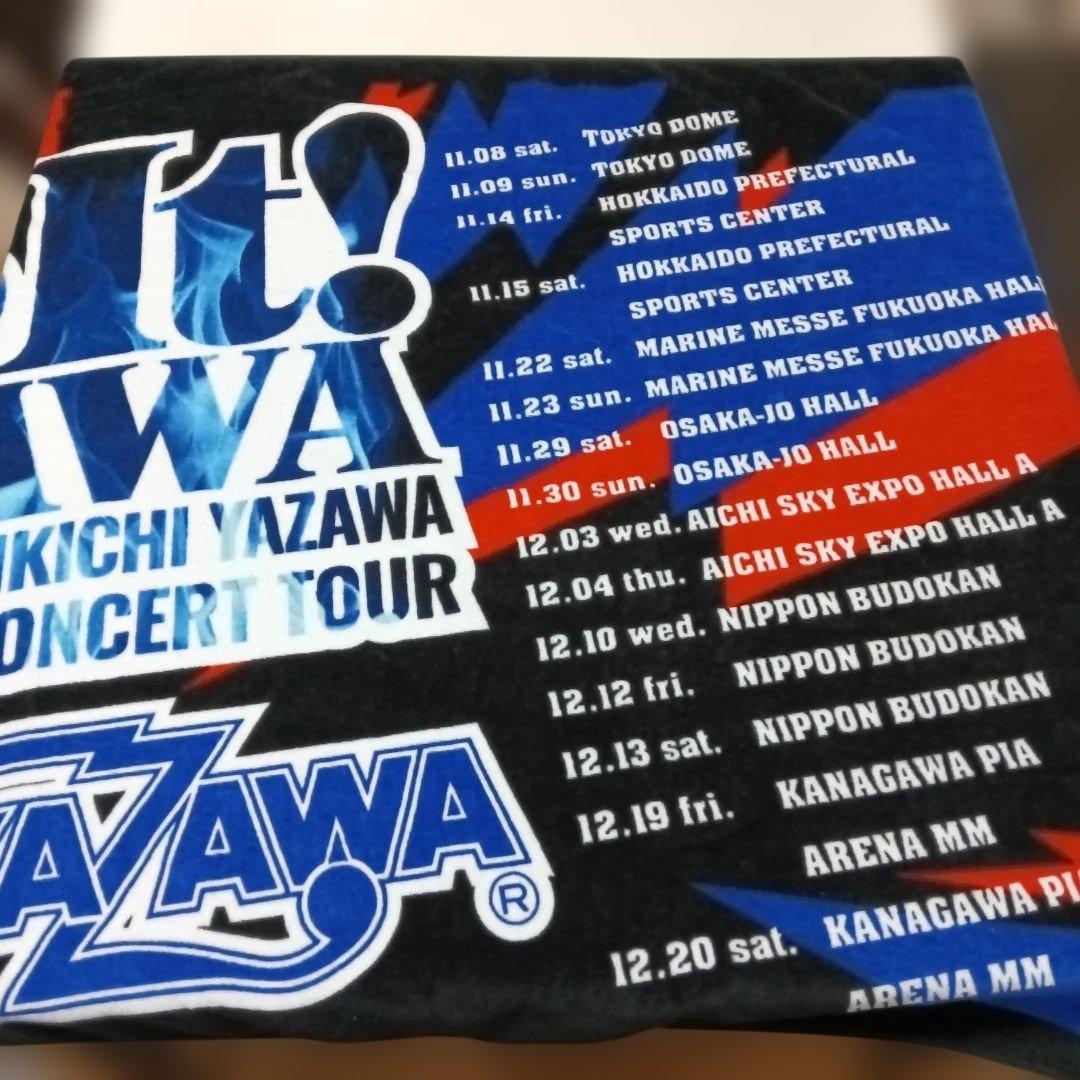 It!
IKICHI YAZAWA
ONCERT TOUR
YAZAWA®
11.08 sat. TOKYO DOME
11.09 sun. TOKYO DOME
11.14 fri. HOKKAIDO PREFECTURAL
SPORTS CENTER
11.15 sat. HOKKAIDO PREFECTURAL
SPORTS CENTER
11.22 sat. MARINE MESSE FUKUOKA HALL
11.23 sun. MARINE MESSE FUKUOKA HAL
11.29 sat. OSAKA-JO HALL
11.30 sun. OSAKA-JO HALL
12.03 wed. AICHI SKY EXPO HALL A
12.04 thu. AICHI SKY EXPO HALL A
12.10 wed. NIPPON BUDOKAN
12.12 fri. NIPPON BUDOKAN
12.13 sat. NIPPON BUDOKAN
12.19 fri. KANAGAWA PIA
ARENA MM
12.20 sat. KANAGAWA PIA
ARENA MM